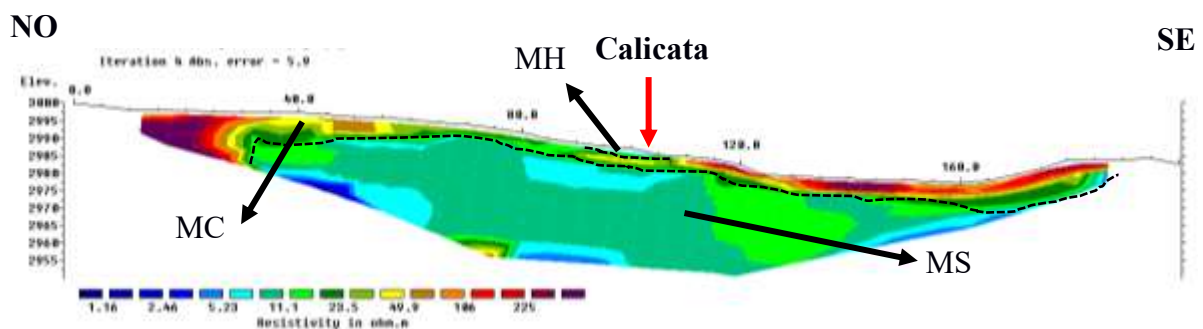 NO
SE
Iteration 4 Abs. error = 5.0
MH
Calicata
Elev.
0.0
40.0
80.0
120.0
160.0
3000
2995
2990
2985
2980
2975
2970
2965
2960
2955
MC
MS
1.16 2.46 5.23 11.1 23.5 49.9 106 225
Resistivity in ohm.m